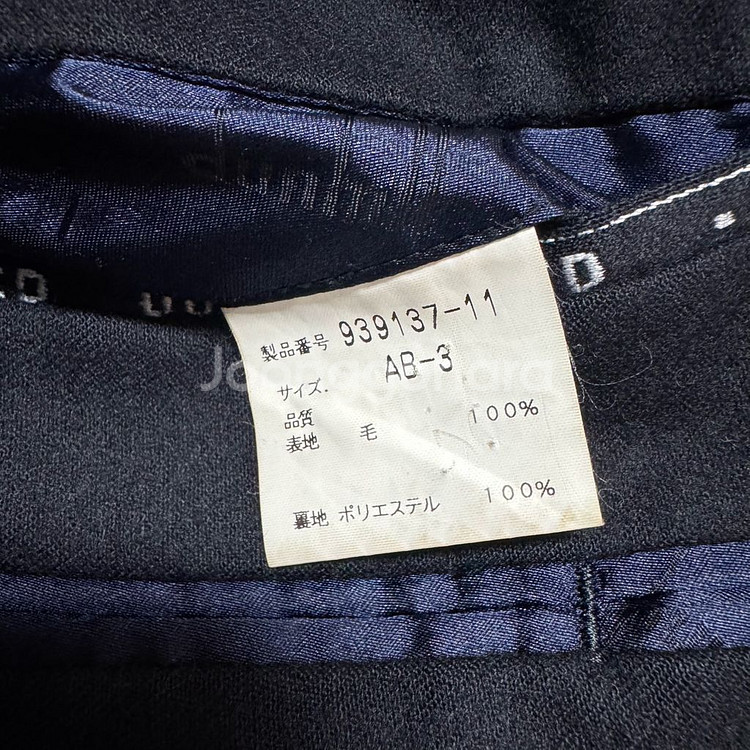 製品番号 939137-11
サイズ. AB-3
品質
表地 毛 100%
裏地 ポリエステル 100%
D